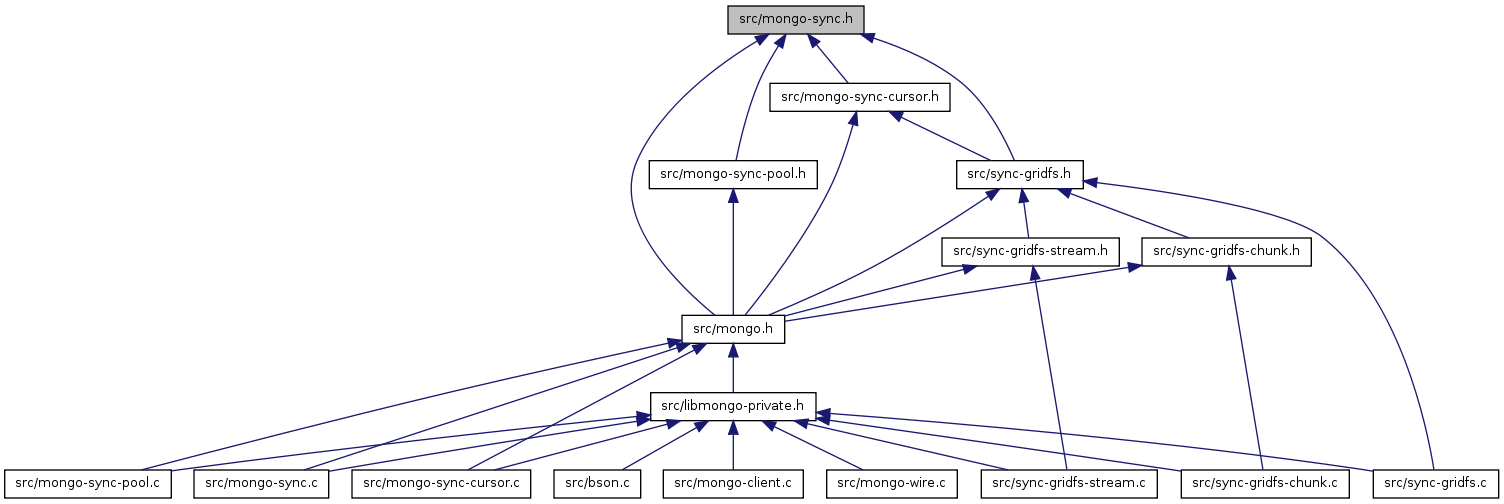 src/mongo-sync.h
src/mongo-sync-cursor.h
src/mongo-sync-pool.h
src/sync-gridfs.h
src/sync-gridfs-stream.h
src/sync-gridfs-chunk.h
src/mongo.h
src/libmongo-private.h
src/mongo-sync-pool.c
src/mongo-sync.c
src/mongo-sync-cursor.c
src/bson.c
src/mongo-client.c
src/mongo-wire.c
src/sync-gridfs-stream.c
src/sync-gridfs-chunk.c
src/sync-gridfs.c